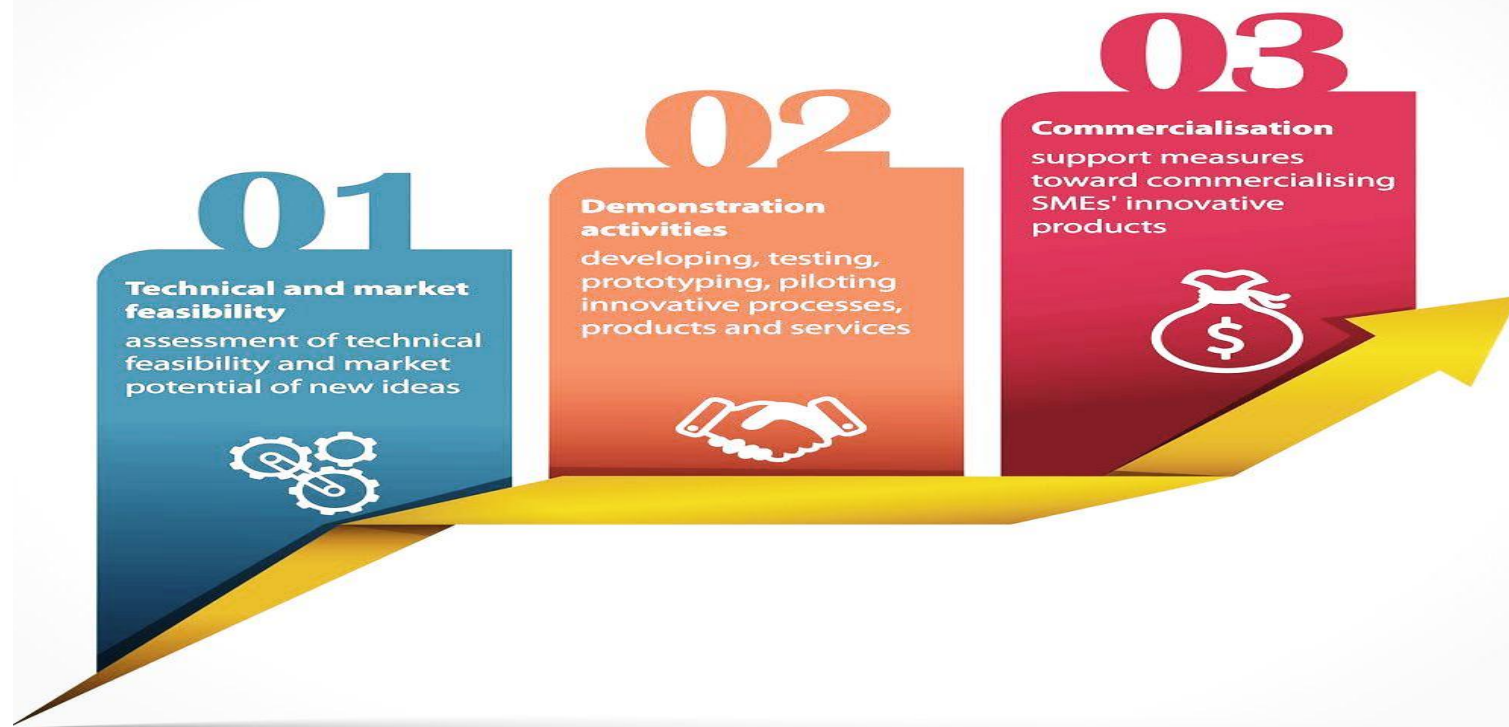 01
Technical and market
feasibility
assessment of technical
feasibility and market
potential of new ideas
02
Demonstration
activities
developing, testing,
prototyping, piloting
innovative processes,
products and services
03
Commercialisation
support measures
toward commercialising
SMEs' innovative
products
$